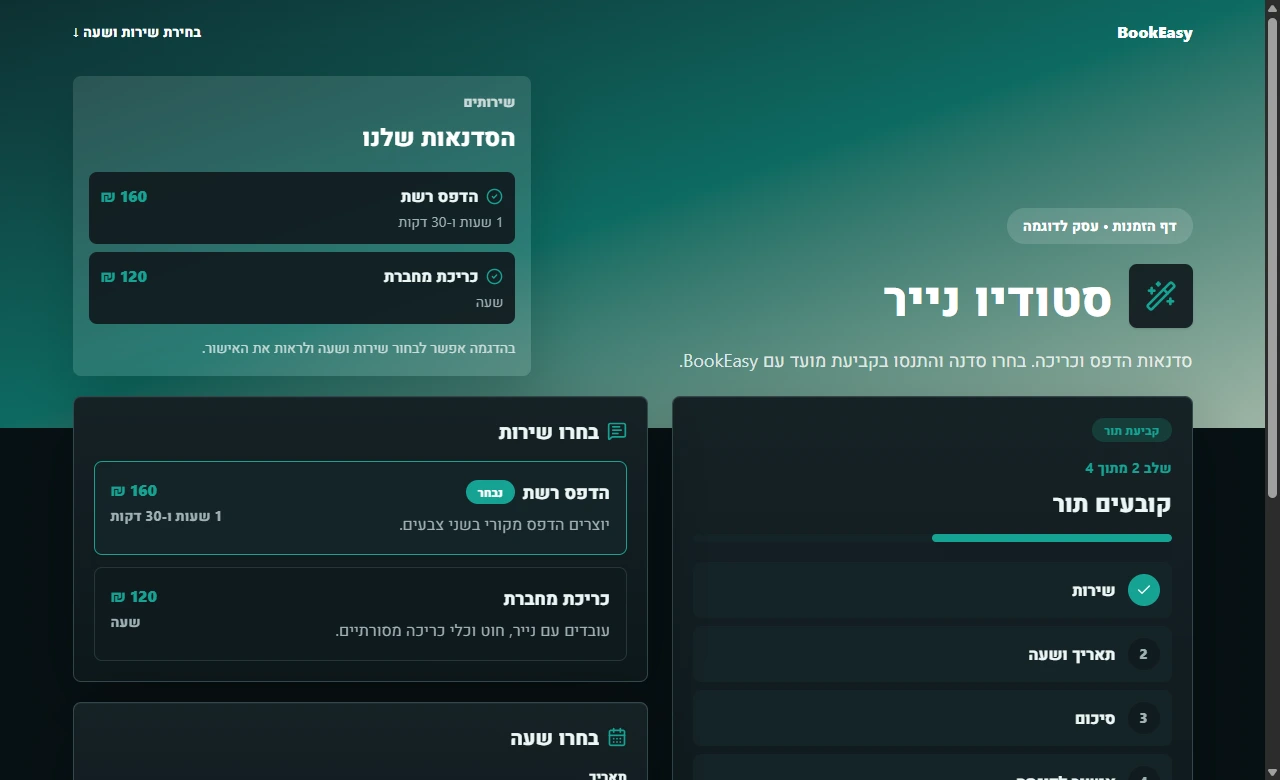 BookEasy
בחירת שירות ושעה ↓
דף הזמנות • עסק לדוגמה
סטודיו נייר
סדנאות הדפס וכריכה. בחרו סדנה והתנסו בקביעת מועד עם BookEasy.
שירותים
הסדנאות שלנו
הדפס רשת
160 ₪
1 שעות ו-30 דקות
כריכת מחברת
120 ₪
שעה
בהדגמה אפשר לבחור שירות ושעה ולראות את האישור.
קביעת תור
שלב 2 מתוך 4
קובעים תור
שירות
2 תאריך ושעה
3 סיכום
בחרו שירות
הדפס רשת נבחר
160 ₪
יוצרים הדפס מקורי בשני צבעים.
1 שעות ו-30 דקות
כריכת מחברת
120 ₪
עובדים עם נייר, חוט וכלי כריכה מסורתיים.
שעה
בחרו שעה
תאריך